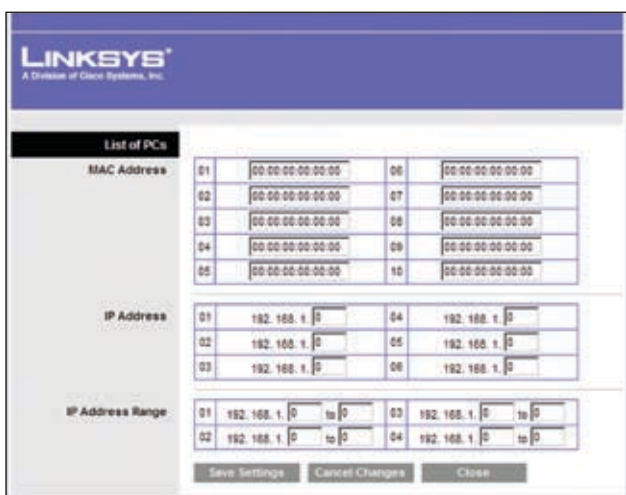 LINKSYS®
A Division of Cisco Systems, Inc.
List of PCs
MAC Address
01 00:00:00:00:00:00 06 00:00:00:00:00:00
02 00:00:00:00:00:00 07 00:00:00:00:00:00
03 00:00:00:00:00:00 08 00:00:00:00:00:00
04 00:00:00:00:00:00 09 00:00:00:00:00:00
05 00:00:00:00:00:00 10 00:00:00:00:00:00
IP Address
01 192.168.1. 0 04 192.168.1. 0
02 192.168.1. 0 05 192.168.1. 0
03 192.168.1. 0 06 192.168.1. 0
IP Address Range
01 192.168.1. 0 to 0 03 192.168.1. 0 to 0
02 192.168.1. 0 to 0 04 192.168.1. 0 to 0
Save Settings Cancel Changes Close